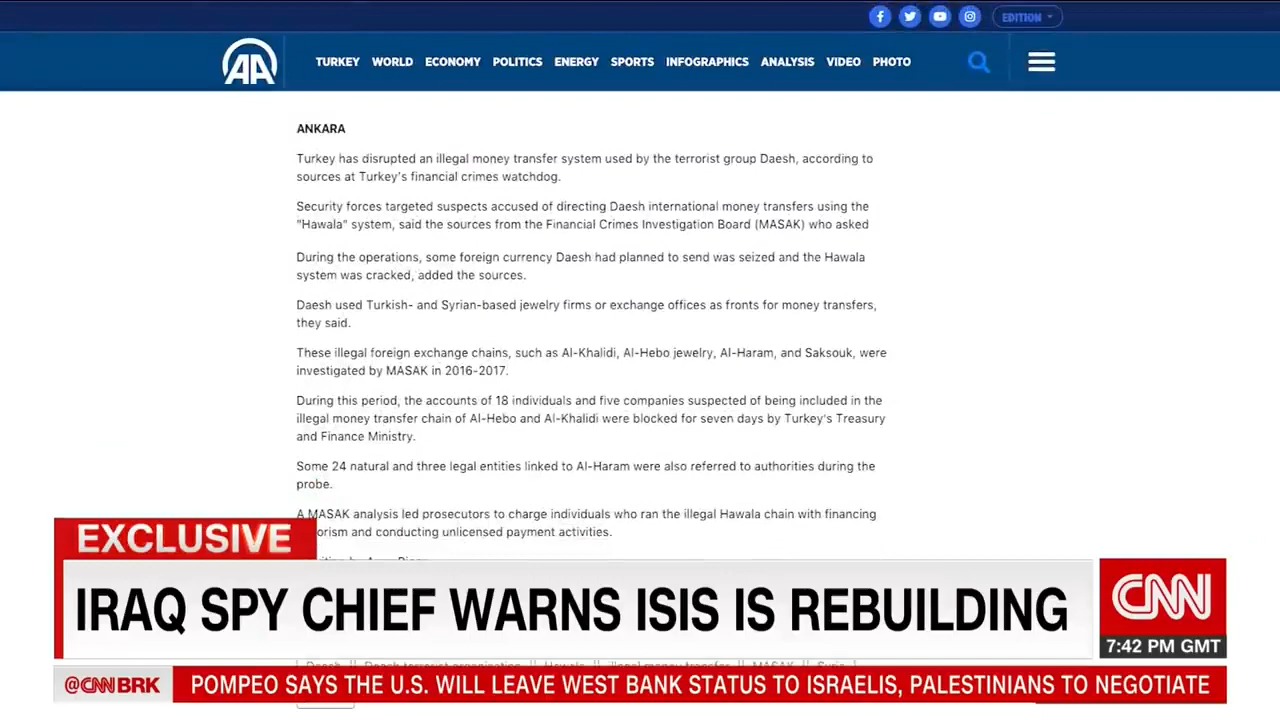 EDITION
AA
TURKEY WORLD ECONOMY POLITICS ENERGY SPORTS INFOGRAPHICS ANALYSIS VIDEO PHOTO
ANKARA
Turkey has disrupted an illegal money transfer system used by the terrorist group Daesh, according to
sources at Turkey's financial crimes watchdog.
Security forces targeted suspects accused of directing Daesh international money transfers using the
"Hawala" system, said the sources from the Financial Crimes Investigation Board (MASAK) who asked
During the operations, some foreign currency Daesh had planned to send was seized and the Hawala
system was cracked, added the sources.
Daesh used Turkish- and Syrian-based jewelry firms or exchange offices as fronts for money transfers,
they said.
These illegal foreign exchange chains, such as Al-Khalidi, Al-Hebo jewelry, Al-Haram, and Saksouk, were
investigated by MASAK in 2016-2017.
During this period, the accounts of 18 individuals and five companies suspected of being included in the
illegal money transfer chain of Al-Hebo and Al-Khalidi were blocked for seven days by Turkey's Treasury
and Finance Ministry.
Some 24 natural and three legal entities linked to Al-Haram were also referred to authorities during the
probe.
A MASAK analysis led prosecutors to charge individuals who ran the illegal Hawala chain with financing
orism and conducting unlicensed payment activities.
EXCLUSIVE
IRAQ SPY CHIEF WARNS ISIS IS REBUILDING
CNN
7:42 PM GMT
Daesh Daesh terrorist organization Hawala illegal money transfer MASAK Syria
@CNNBRK POMPEO SAYS THE U.S. WILL LEAVE WEST BANK STATUS TO ISRAELIS, PALESTINIANS TO NEGOTIATE